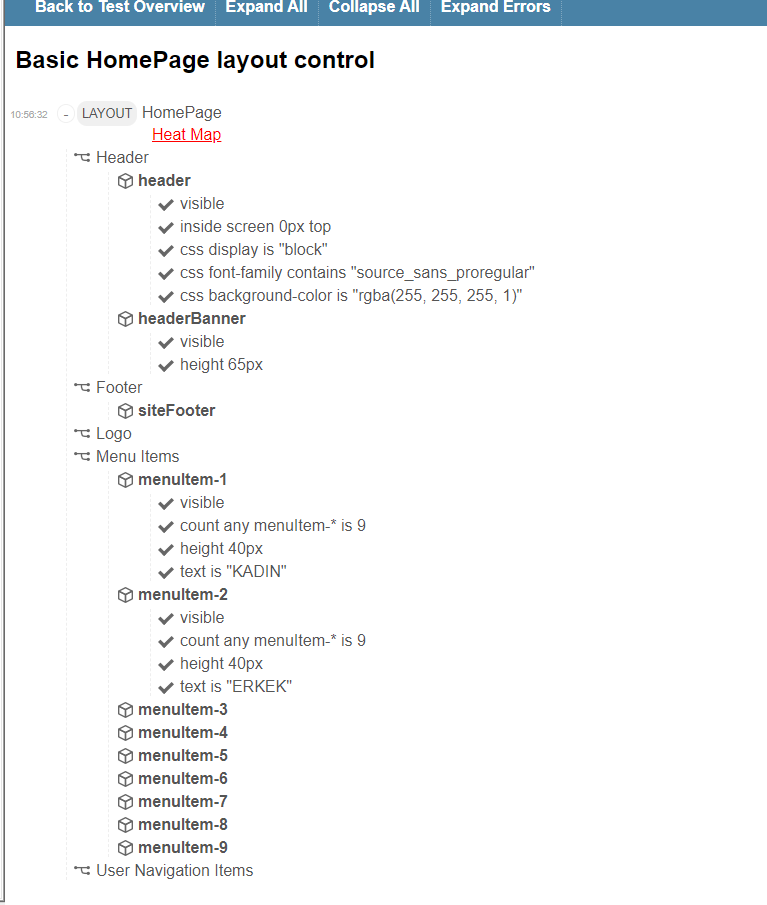 Back to Test Overview Expand All Collapse All Expand Errors
Basic HomePage layout control
10:56:32 - LAYOUT HomePage
Heat Map
Header
header
visible
inside screen 0px top
css display is "block"
css font-family contains "source_sans_proregular"
css background-color is "rgba(255, 255, 255, 1)"
headerBanner
visible
height 65px
Footer
siteFooter
Logo
Menu Items
menuItem-1
visible
count any menuItem-* is 9
height 40px
text is "KADIN"
menuItem-2
visible
count any menuItem-* is 9
height 40px
text is "ERKEK"
menuItem-3
menuItem-4
menuItem-5
menuItem-6
menuItem-7
menuItem-8
menuItem-9
User Navigation Items